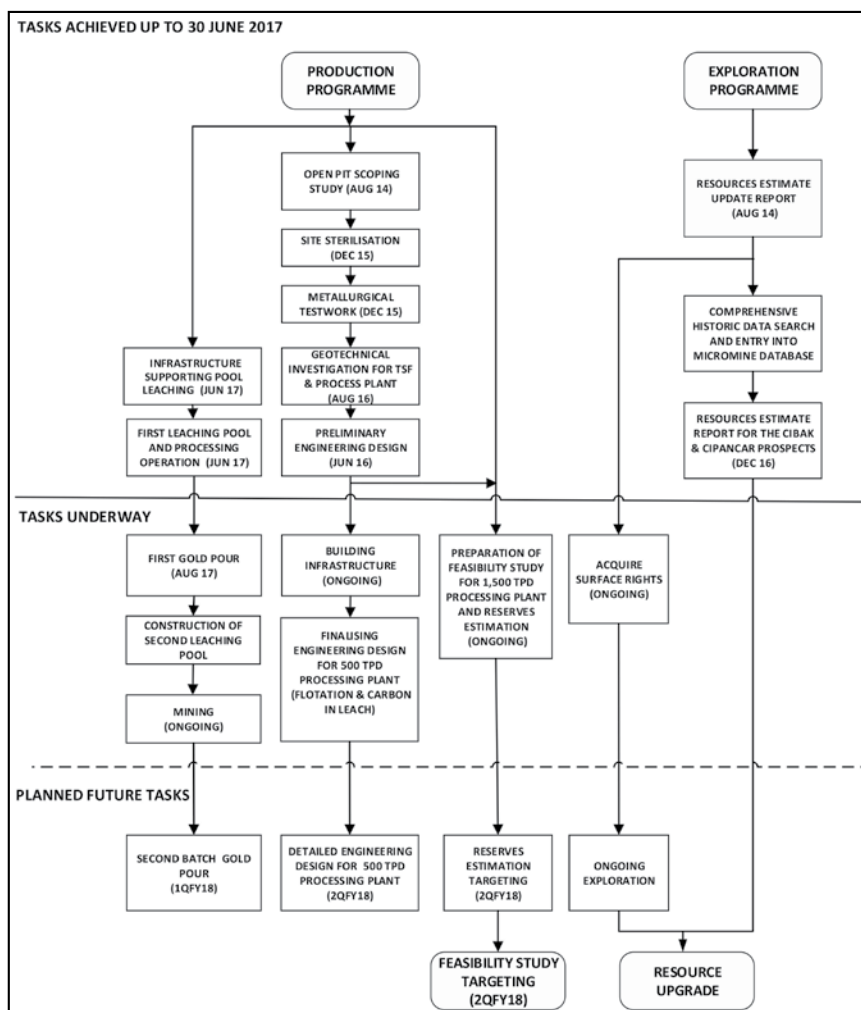 TASKS ACHIEVED UP TO 30 JUNE 2017
PRODUCTION
PROGRAMME
EXPLORATION
PROGRAMME
OPEN PIT SCOPING
STUDY (AUG 14)
RESOURCES ESTIMATE
UPDATE REPORT
(AUG 14)
SITE STERILISATION
(DEC 15)
METALLURGICAL
TESTWORK (DEC 15)
COMPREHENSIVE
HISTORIC DATA SEARCH
AND ENTRY INTO
MICROMINE DATABASE
INFRASTRUCTURE
SUPPORTING POOL
LEACHING (JUN 17)
GEOTECHNICAL
INVESTIGATION FOR TSF
& PROCESS PLANT
(AUG 16)
FIRST LEACHING POOL
AND PROCESSING
OPERATION (JUN 17)
PRELIMINARY
ENGINEERING DESIGN
(JUN 16)
RESOURCES ESTIMATE
REPORT FOR THE CIBAK
& CIPANCAR PROSPECTS
(DEC 16)
TASKS UNDERWAY
FIRST GOLD POUR
(AUG 17)
BUILDING
INFRASTRUCTURE
(ONGOING)
PREPARATION OF
FEASIBILITY STUDY
FOR 1,500 TPD
PROCESSING PLANT
AND RESERVES
ESTIMATION
(ONGOING)
ACQUIRE
SURFACE RIGHTS
(ONGOING)
CONSTRUCTION OF
SECOND LEACHING
POOL
FINALISING
ENGINEERING DESIGN
FOR 500 TPD
PROCESSING PLANT
(FLOTATION & CARBON
IN LEACH)
MINING
(ONGOING)
PLANNED FUTURE TASKS
SECOND BATCH GOLD
POUR
(1QFY18)
DETAILED ENGINEERING
DESIGN FOR 500 TPD
PROCESSING PLANT
(2QFY18)
RESERVES
ESTIMATION
TARGETING
(2QFY18)
ONGOING
EXPLORATION
FEASIBILITY STUDY
TARGETING
(2QFY18)
RESOURCE
UPGRADE